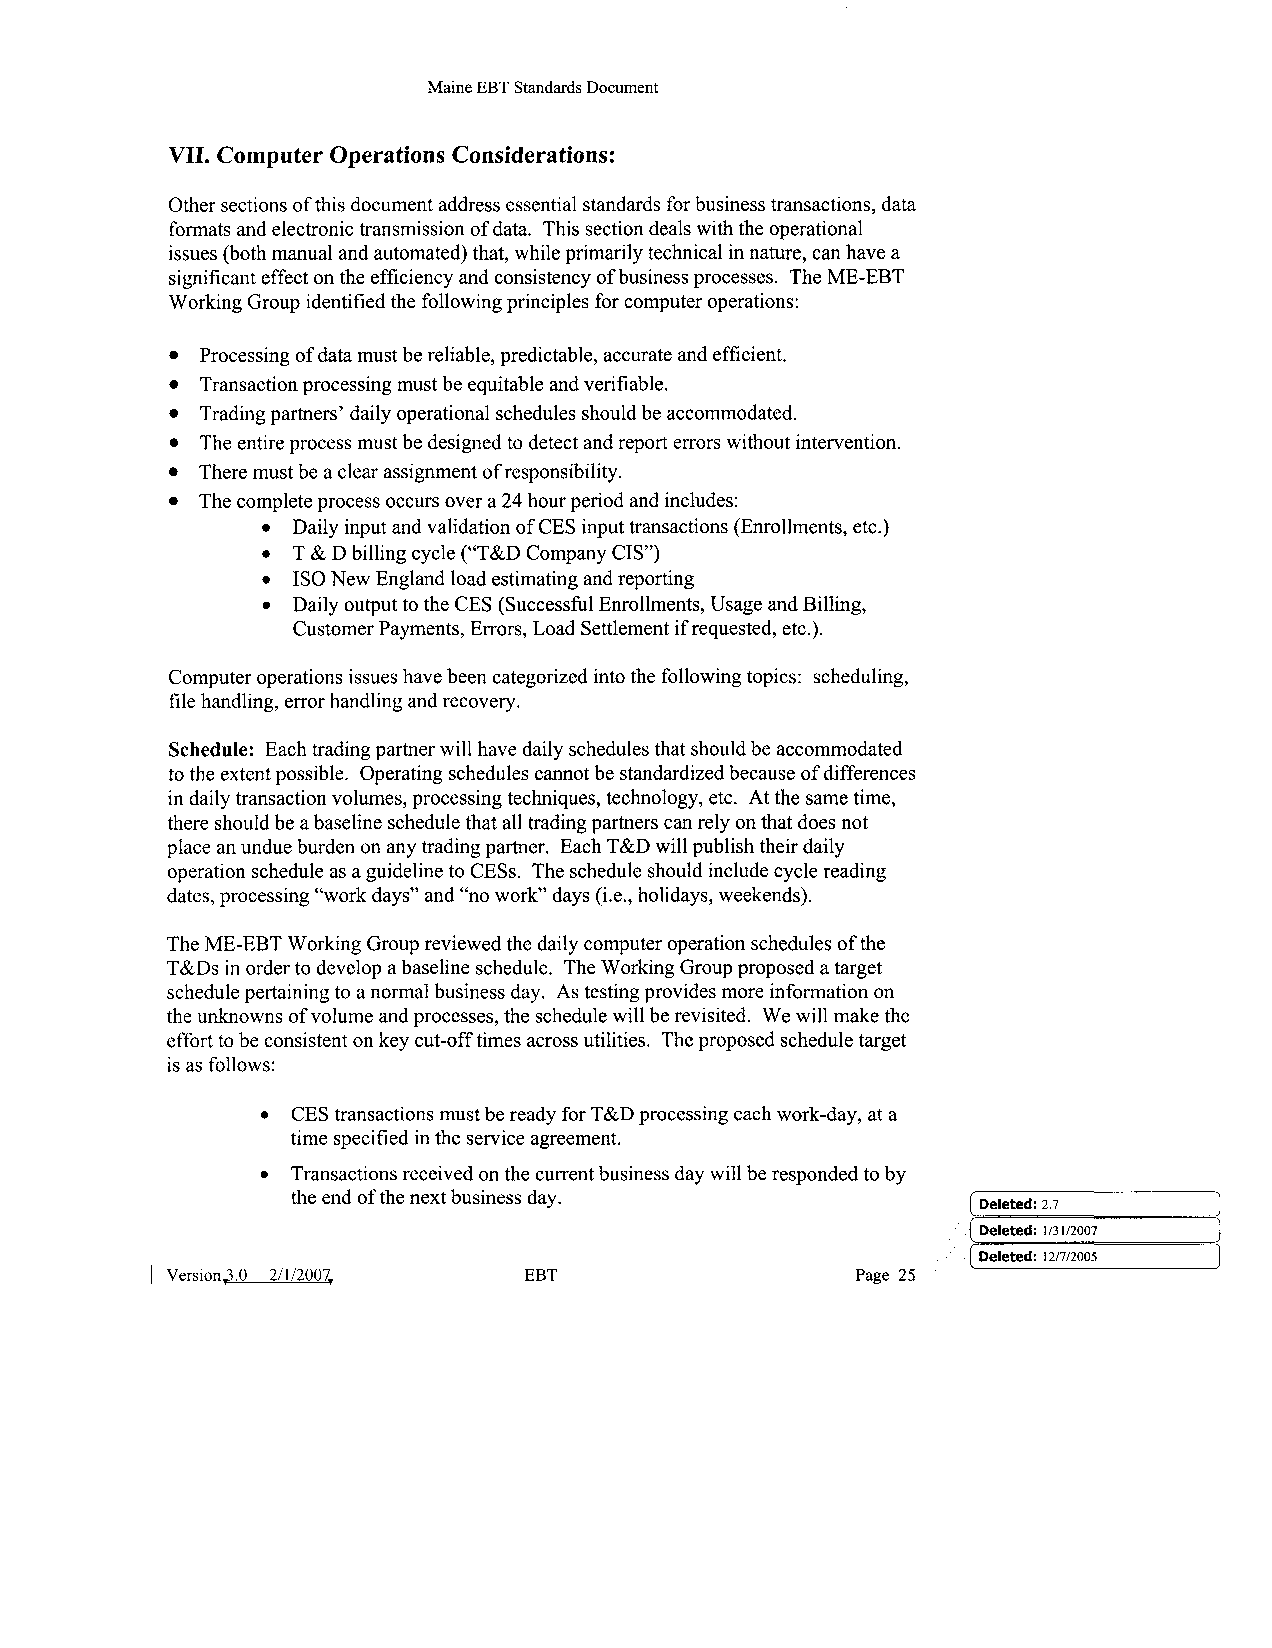 Maine EBT Standards Document
VII. Computer Operations Considerations:
Other sections of this document address essential standards for business transactions, data
formats and electronic transmission of data. This section deals with the operational
issues (both manual and automated) that, while primarily technical in nature, can have a
significant effect on the efficiency and consistency of business processes. The ME-EBT
Working Group identified the following principles for computer operations:
• Processing of data must be reliable, predictable, accurate and efficient.
• Transaction processing must be equitable and verifiable.
• Trading partners' daily operational schedules should be accommodated.
• The entire process must be designed to detect and report errors without intervention.
• There must be a clear assignment of responsibility.
• The complete process occurs over a 24 hour period and includes:
• Daily input and validation of CES input transactions (Enrollments, etc.)
• T & D billing cycle ("T&D Company CIS")
• ISO New England load estimating and reporting
• Daily output to the CES (Successful Enrollments, Usage and Billing,
Customer Payments, Errors, Load Settlement if requested, etc.).
Computer operations issues have been categorized into the following topics: scheduling,
file handling, error handling and recovery.
Schedule: Each trading partner will have daily schedules that should be accommodated
to the extent possible. Operating schedules cannot be standardized because of differences
in daily transaction volumes, processing techniques, technology, etc. At the same time,
there should be a baseline schedule that all trading partners can rely on that does not
place an undue burden on any trading partner. Each T&D will publish their daily
operation schedule as a guideline to CESs. The schedule should include cycle reading
dates, processing "work days" and "no work" days (i.e., holidays, weekends).
The ME-EBT Working Group reviewed the daily computer operation schedules of the
T&Ds in order to develop a baseline schedule. The Working Group proposed a target
schedule pertaining to a normal business day. As testing provides more information on
the unknowns of volume and processes, the schedule will be revisited. We will make the
effort to be consistent on key cut-off times across utilities. The proposed schedule target
is as follows:
• CES transactions must be ready for T&D processing each work-day, at a
time specified in the service agreement.
• Transactions received on the current business day will be responded to by
the end of the next business day.
Deleted: 2.7
Deleted: 1/31/2007
Deleted: 12/7/2005
Version 3.0 2/1/2007 EBT Page 25